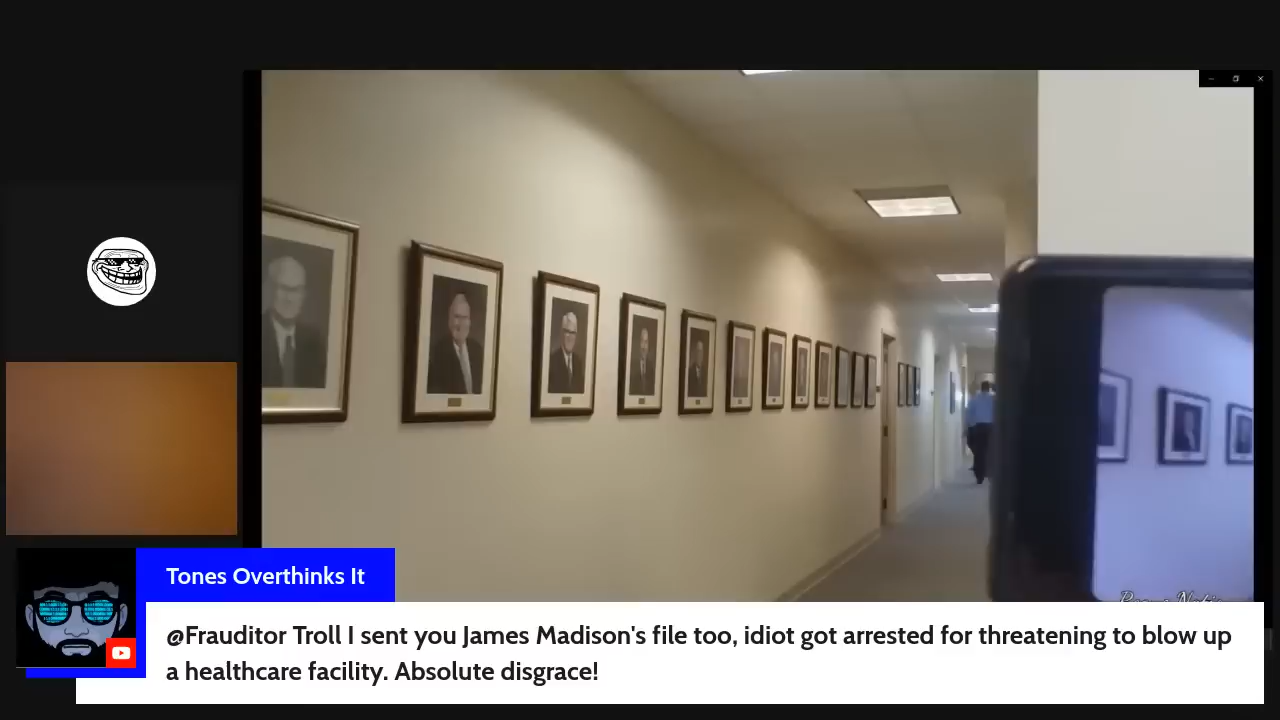 Tones Overthinks It
@Frauditor Troll I sent you James Madison's file too, idiot got arrested for threatening to blow up
a healthcare facility. Absolute disgrace!